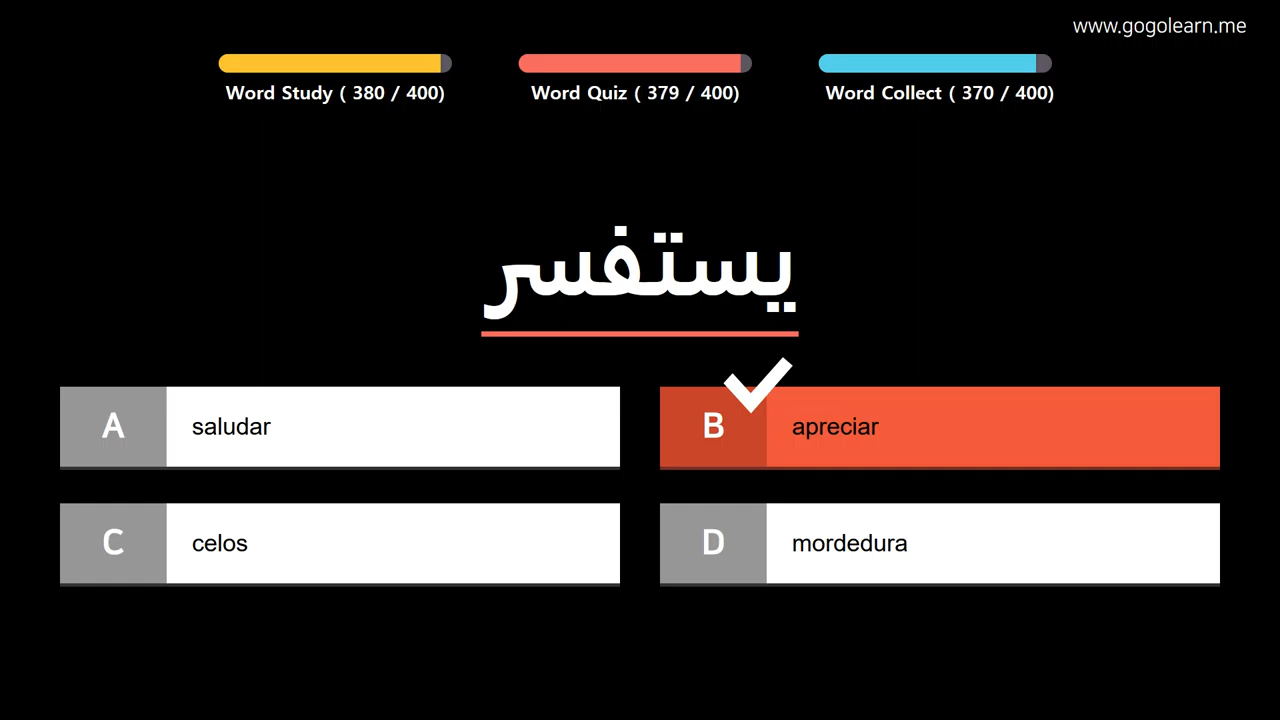 www.gogolearn.me
Word Study ( 380 / 400)
Word Quiz ( 379 / 400)
Word Collect ( 370 / 400)
يستفسر
A saludar
B apreciar
C celos
D mordedura